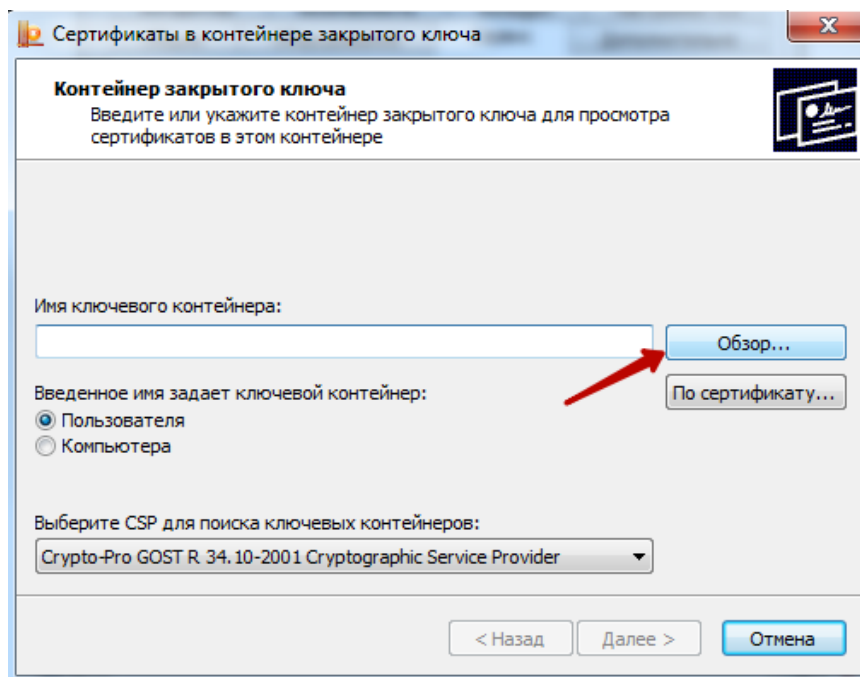 Сертификаты в контейнере закрытого ключа
Контейнер закрытого ключа
Введите или укажите контейнер закрытого ключа для просмотра
сертификатов в этом контейнере
Имя ключевого контейнера:
Обзор...
Введенное имя задает ключевой контейнер:
По сертификату...
Пользователя
Компьютера
Выберите CSP для поиска ключевых контейнеров:
Crypto-Pro GOST R 34.10-2001 Cryptographic Service Provider
< Назад
Далее >
Отмена